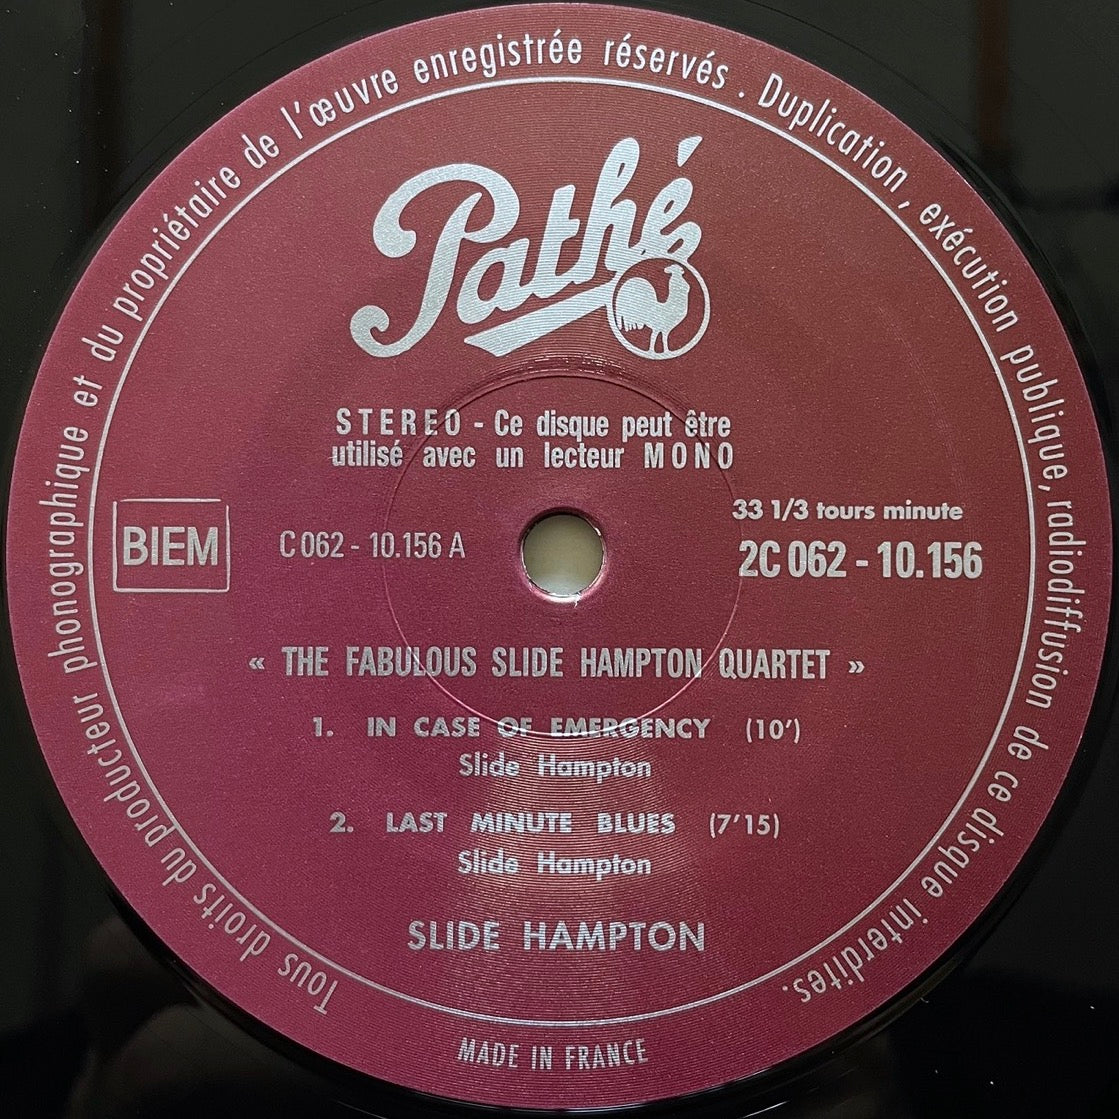 Tous droits du producteur phonographique et du propriétaire de l'œuvre enregistrée réservés . Duplication, exécution publique, radiodiffusion de ce disque interdites.
Pathé
STEREO - Ce disque peut être
utilisé avec un lecteur MONO
33 1/3 tours minute
BIEM
C 062 - 10.156 A
2C 062 - 10.156
« THE FABULOUS SLIDE HAMPTON QUARTET »
1. IN CASE OF EMERGENCY (10')
Slide Hampton
2. LAST MINUTE BLUES (7'15)
Slide Hampton
SLIDE HAMPTON
MADE IN FRANCE